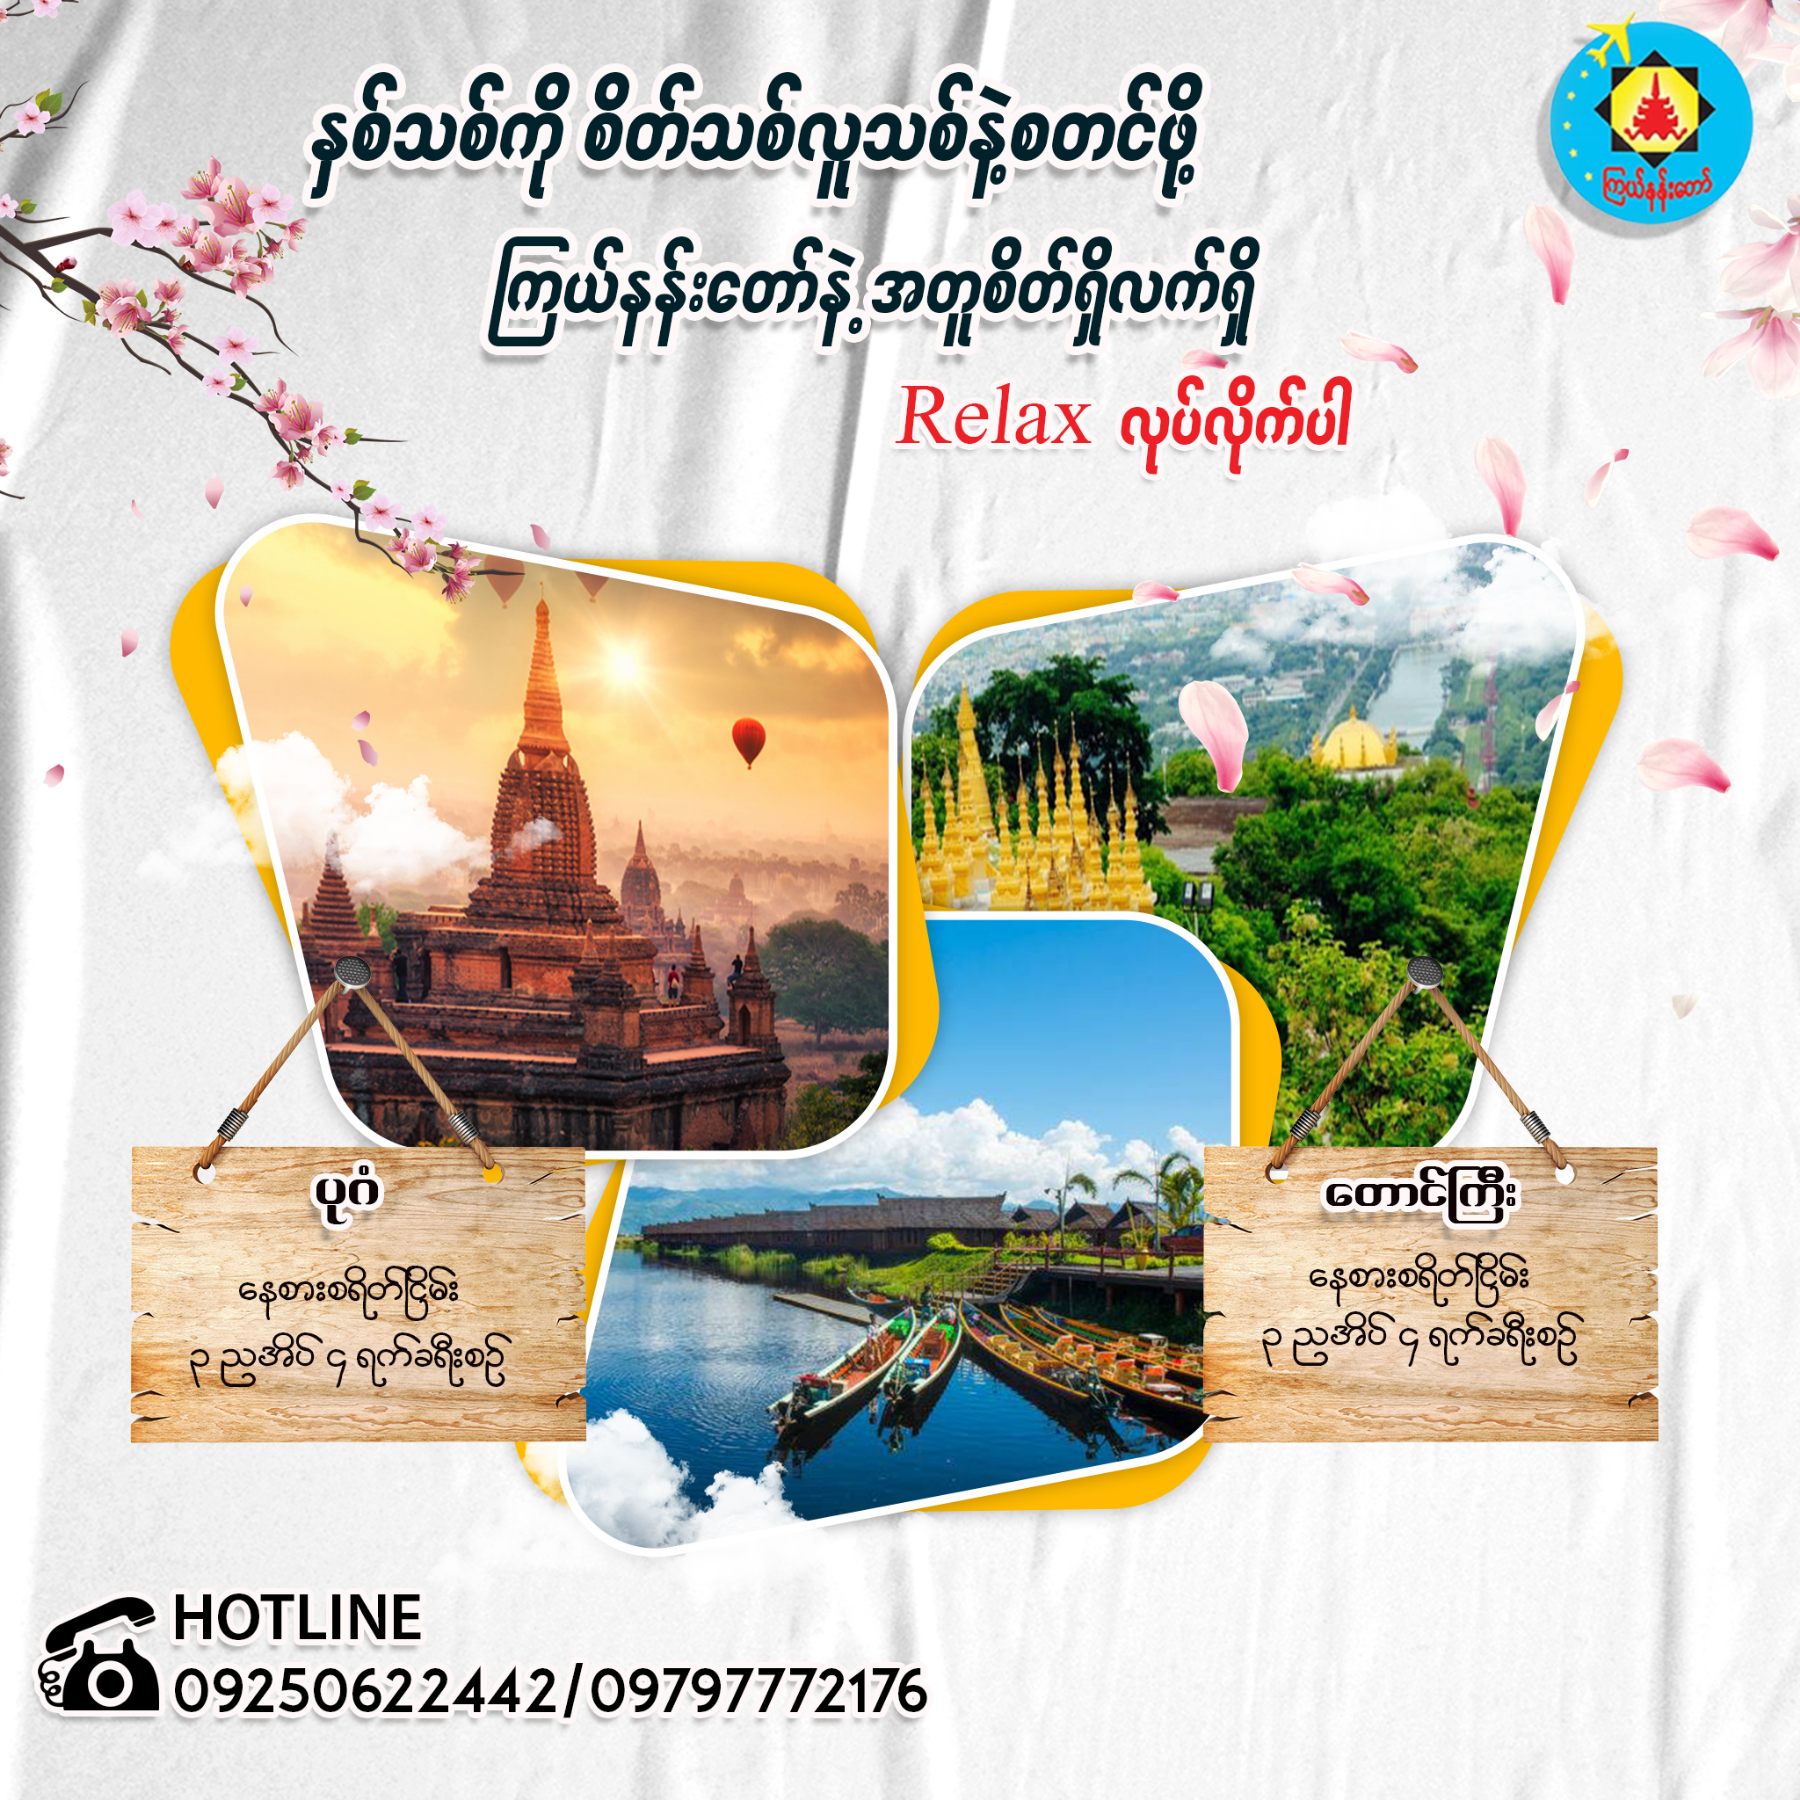 နှစ်သစ်ကို စိတ်သစ်လူသစ်နဲ့စတင်ဖို့
ကြယ်နန်းတော်နဲ့ အတူစိတ်ရှိလက်ရှိ
Relax လုပ်လိုက်ပါ
ကြယ်နန်းတော်
ပုဂံ
နေစားစရိတ်ငြိမ်း
၃ ညအိပ် ၄ ရက်ခရီးစဉ်
တောင်ကြီး
နေစားစရိတ်ငြိမ်း
၃ ညအိပ် ၄ ရက်ခရီးစဉ်
HOTLINE
09250622442/09797772176